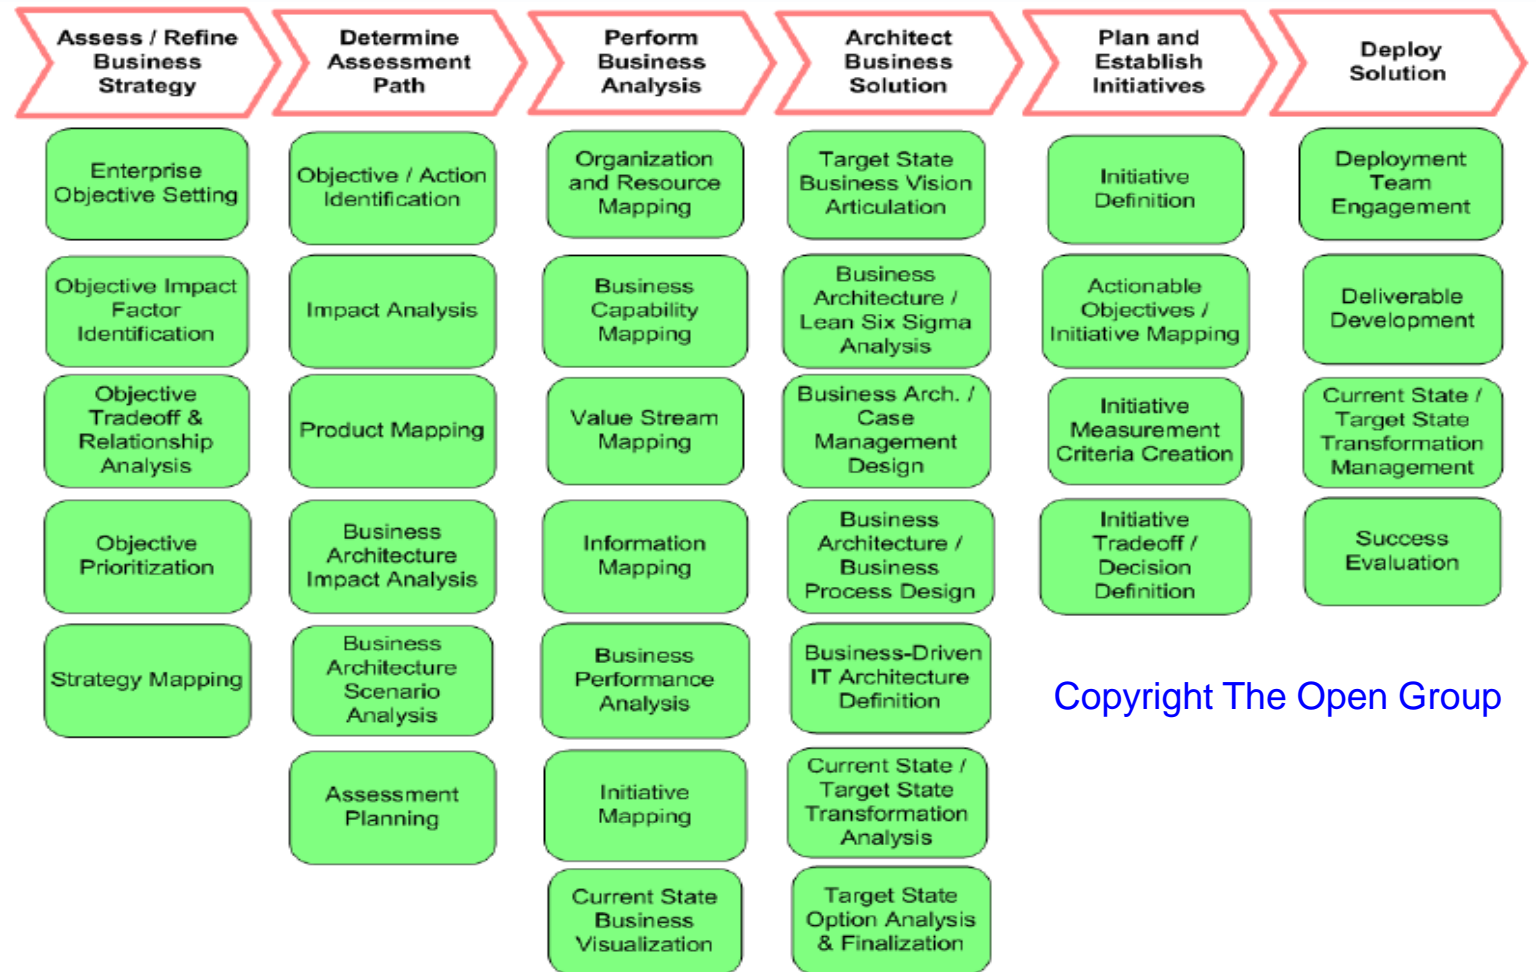 Assess / Refine
Business
Strategy
Determine
Assessment
Path
Perform
Business
Analysis
Architect
Business
Solution
Plan and
Establish
Initiatives
Deploy
Solution
Enterprise
Objective Setting
Objective Impact
Factor
Identification
Objective
Tradeoff &
Relationship
Analysis
Objective
Prioritization
Strategy Mapping
Objective / Action
Identification
Impact Analysis
Product Mapping
Business
Architecture
Impact Analysis
Business
Architecture
Scenario
Analysis
Assessment
Planning
Organization
and Resource
Mapping
Business
Capability
Mapping
Value Stream
Mapping
Information
Mapping
Business
Performance
Analysis
Initiative
Mapping
Current State
Business
Visualization
Target State
Business Vision
Articulation
Business
Architecture /
Lean Six Sigma
Analysis
Business Arch. /
Case
Management
Design
Business
Architecture /
Business
Process Design
Business-Driven
IT Architecture
Definition
Current State /
Target State
Transformation
Analysis
Target State
Option Analysis
& Finalization
Initiative
Definition
Actionable
Objectives /
Initiative Mapping
Initiative
Measurement
Criteria Creation
Initiative
Tradeoff /
Decision
Definition
Deployment
Team
Engagement
Deliverable
Development
Current State /
Target State
Transformation
Management
Success
Evaluation
Copyright The Open Group